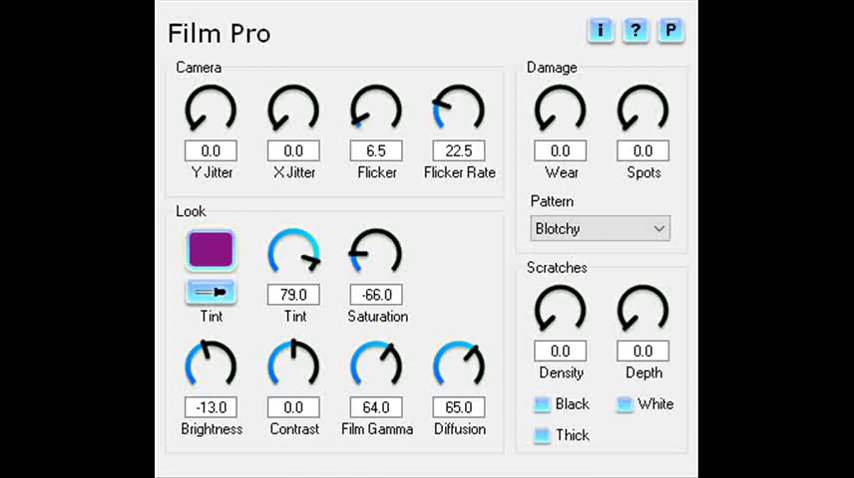 Film Pro
i ? P
Camera
0.0 0.0 6.5 22.5
Y Jitter X Jitter Flicker Flicker Rate
Damage
0.0 0.0
Wear Spots
Pattern
Blotchy
Look
79.0 -66.0
Tint Tint Saturation
-13.0 0.0 64.0 65.0
Brightness Contrast Film Gamma Diffusion
Scratches
0.0 0.0
Density Depth
Black White
Thick